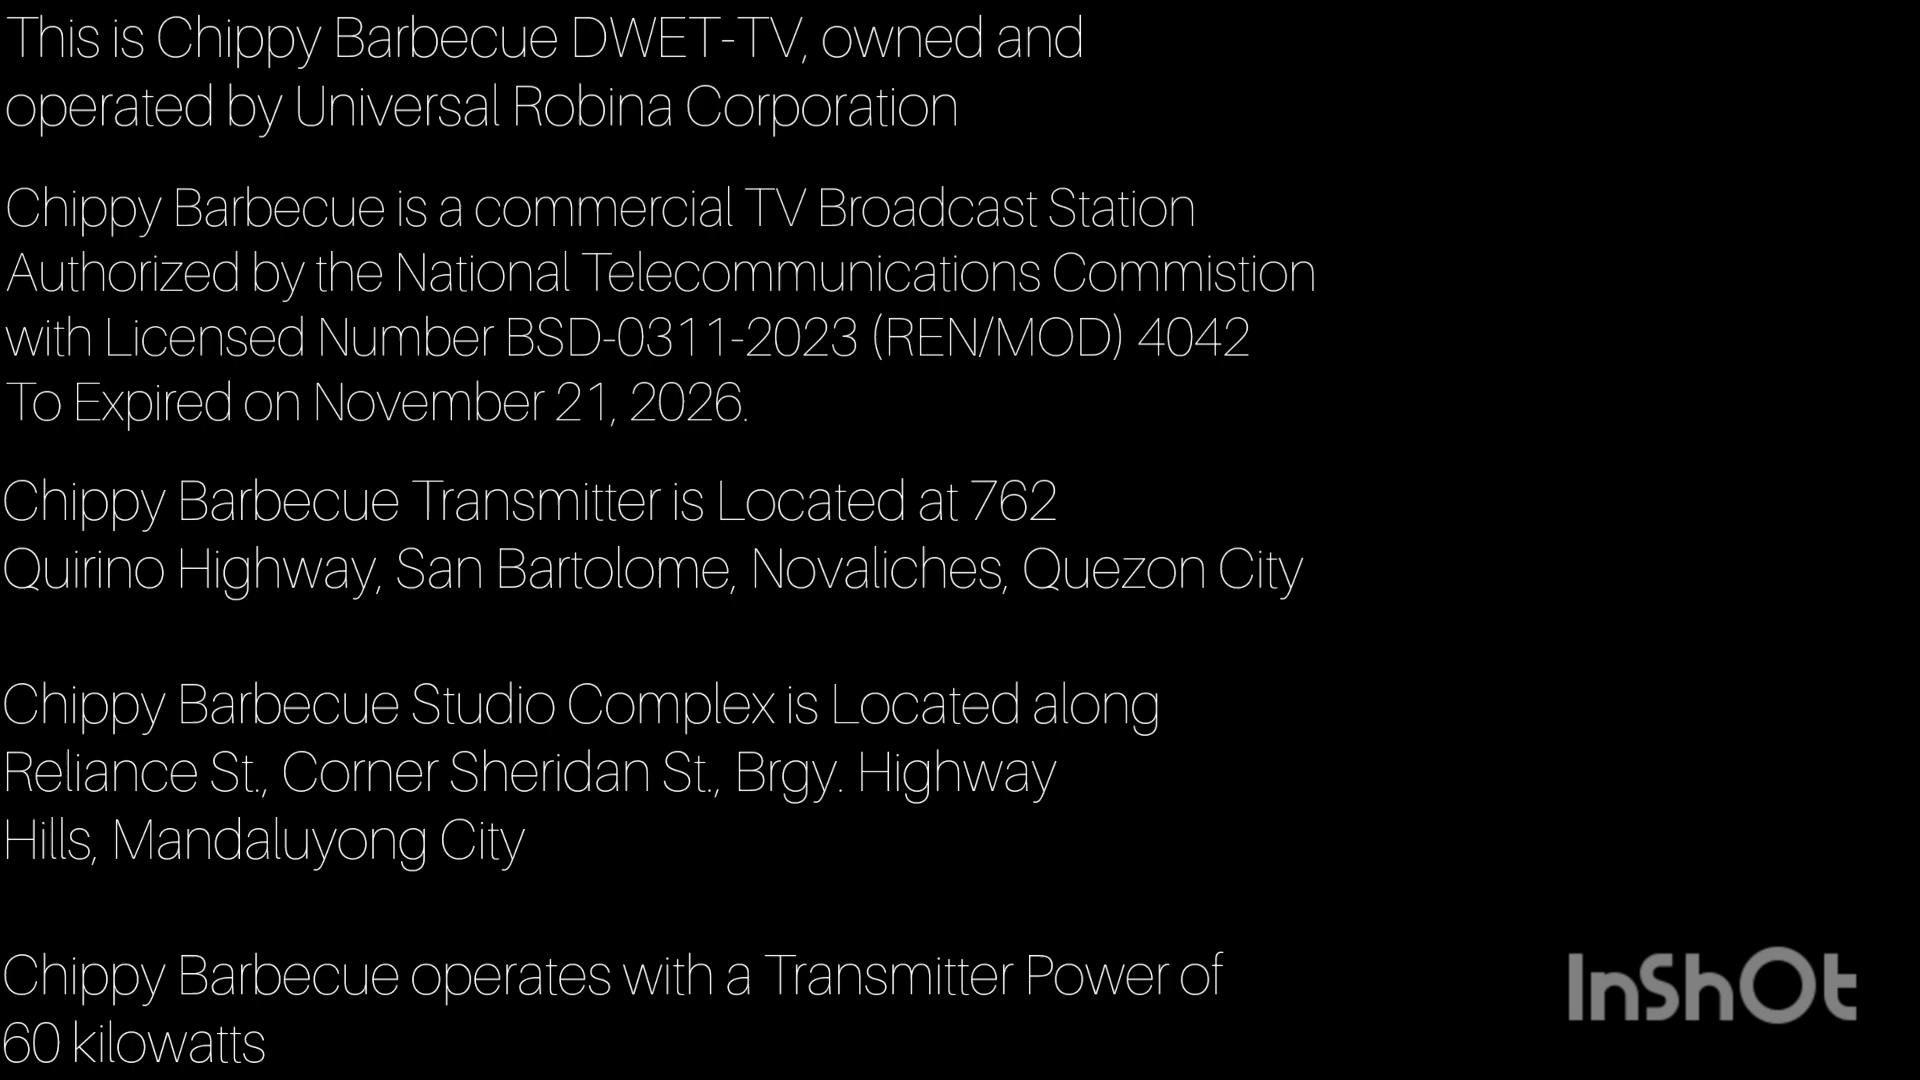 This is Chippy Barbecue DWET-TV, owned and
operated by Universal Robina Corporation
Chippy Barbecue is a commercial TV Broadcast Station
Authorized by the National Telecommunications Commistion
with Licensed Number BSD-0311-2023 (REN/MOD) 4042
To Expired on November 21, 2026.
Chippy Barbecue Transmitter is Located at 762
Quirino Highway, San Bartolome, Novaliches, Quezon City
Chippy Barbecue Studio Complex is Located along
Reliance St., Corner Sheridan St., Brgy. Highway
Hills, Mandaluyong City
Chippy Barbecue operates with a Transmitter Power of
60 kilowatts
InShOt